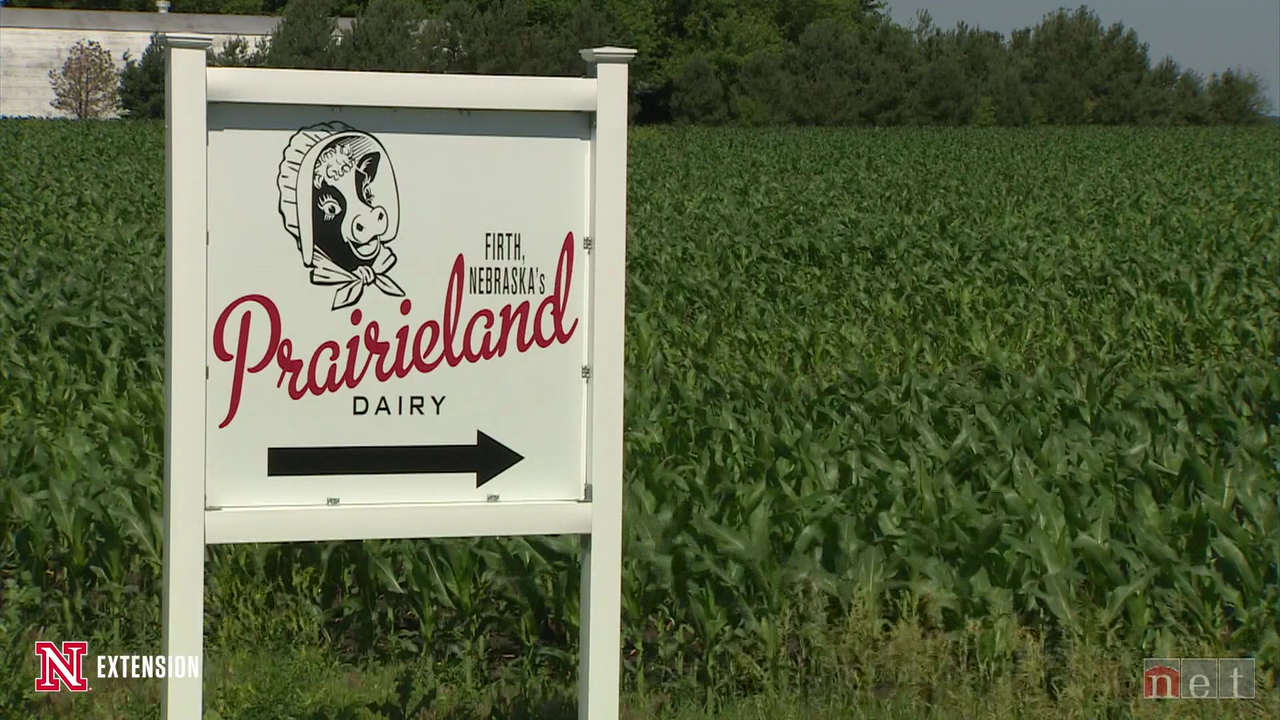 FIRTH,
NEBRASKA'S
Prairieland
DAIRY
N EXTENSION
net